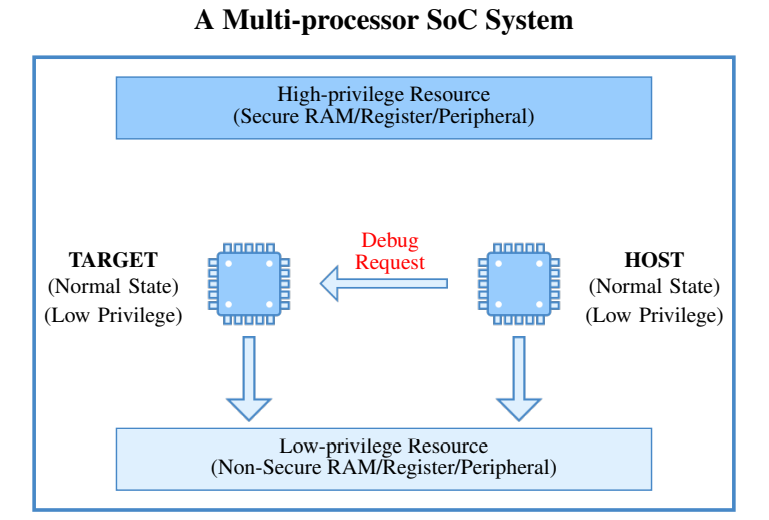 A Multi-processor SoC System
High-privilege Resource
(Secure RAM/Register/Peripheral)
Debug
Request
TARGET
(Normal State)
(Low Privilege)
HOST
(Normal State)
(Low Privilege)
Low-privilege Resource
(Non-Secure RAM/Register/Peripheral)